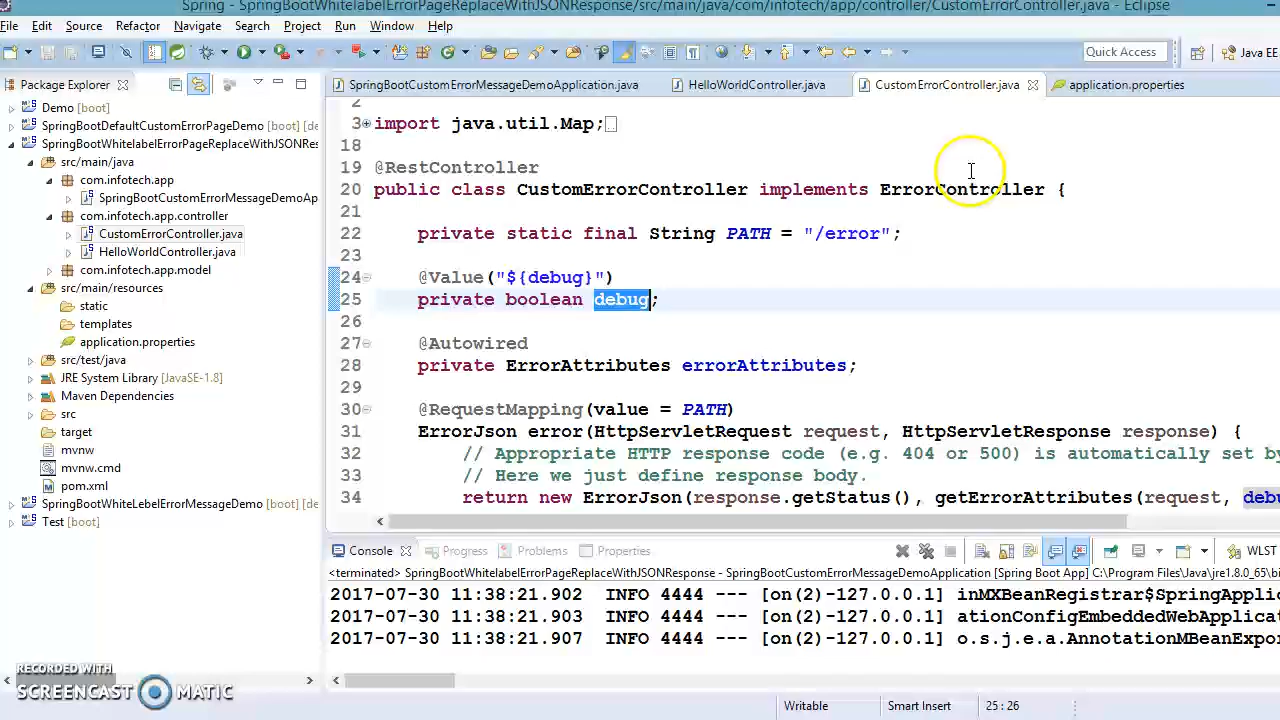 Spring - SpringBootWhitelabelErrorPageReplaceWithJSONResponse/src/main/java/com/infotech/app/controller/CustomErrorController.java - Eclipse
File Edit Source Refactor Navigate Search Project Run Window Help
Quick Access
Java EE
Package Explorer
SpringBootCustomErrorMessageDemoApplication.java
HelloWorldController.java
CustomErrorController.java
application.properties
Demo [boot]
SpringBootDefaultCustomErrorPageDemo [boot] [de
SpringBootWhitelabelErrorPageReplaceWithJSONRes
src/main/java
com.infotech.app
SpringBootCustomErrorMessageDemoAp
com.infotech.app.controller
CustomErrorController.java
HelloWorldController.java
com.infotech.app.model
src/main/resources
static
templates
application.properties
src/test/java
JRE System Library [JavaSE-1.8]
Maven Dependencies
src
target
mvnw
mvnw.cmd
pom.xml
SpringBootWhiteLebelErrorMessageDemo [boot] [de
Test [boot]
2
3 import java.util.Map;
18
19 @RestController
20 public class CustomErrorController implements ErrorController {
21
22 private static final String PATH = "/error";
23
24 @Value("${debug}")
25 private boolean debug;
26
27 @Autowired
28 private ErrorAttributes errorAttributes;
29
30 @RequestMapping(value = PATH)
31 ErrorJson error(HttpServletRequest request, HttpServletResponse response) {
32 // Appropriate HTTP response code (e.g. 404 or 500) is automatically set by
33 // Here we just define response body.
34 return new ErrorJson(response.getStatus(), getErrorAttributes(request, debu
Console Progress Problems Properties
WLST
<terminated> SpringBootWhitelabelErrorPageReplaceWithJSONResponse - SpringBootCustomErrorMessageDemoApplication [Spring Boot App] C:\Program Files\Java\jre1.8.0_65\bi
2017-07-30 11:38:21.902 INFO 4444 --- [on(2)-127.0.0.1] inMXBeanRegistrar$SpringApplic
2017-07-30 11:38:21.903 INFO 4444 --- [on(2)-127.0.0.1] ationConfigEmbeddedWebApplicat
2017-07-30 11:38:21.907 INFO 4444 --- [on(2)-127.0.0.1] o.s.j.e.a.AnnotationMBeanExpor
RECORDED WITH
SCREENCAST MATIC
Writable
Smart Insert
25 : 26